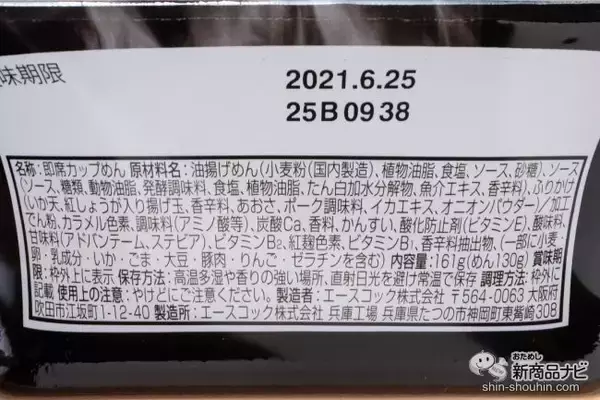 味期限
2021.6.25
25B0938
名称:即席カップめん 原材料名:油揚げめん(小麦粉(国内製造)、植物油脂、食塩、ソース、砂糖)、ソース
(ソース、糖類、動物油脂、発酵調味料、食塩、植物油脂、たん白加水分解物、魚介エキス、香辛料)、ふりかけ
(いか天、紅しょうが入り揚げ玉、香辛料、あおさ、ポーク調味料、イカエキス、オニオンパウダー)/加工
でん粉、カラメル色素、調味料(アミノ酸等)、炭酸Ca、香料、かんすい、酸化防止剤(ビタミンE)、酸味料、
甘味料(アドバンテーム、ステビア)、ビタミンB2、紅麹色素、ビタミンB1、香辛料抽出物、(一部に小麦・
卵・乳成分・いか・ごま・大豆・豚肉・りんご・ゼラチンを含む) 内容量:161g(めん130g) 賞味期
限:枠外上に表示 保存方法:高温多湿や香りの強い場所、直射日光を避け常温で保存 調理方法:枠外に
記載 使用上の注意:やけどにご注意ください。 製造者:エースコック株式会社 〒564-0063 大阪府
吹田市江坂町1-12-40 製造所:エースコック株式会社 兵庫工場 兵庫県たつの市神岡町東觜崎308
おためし
新商品ナビ
shin-shouhin.com